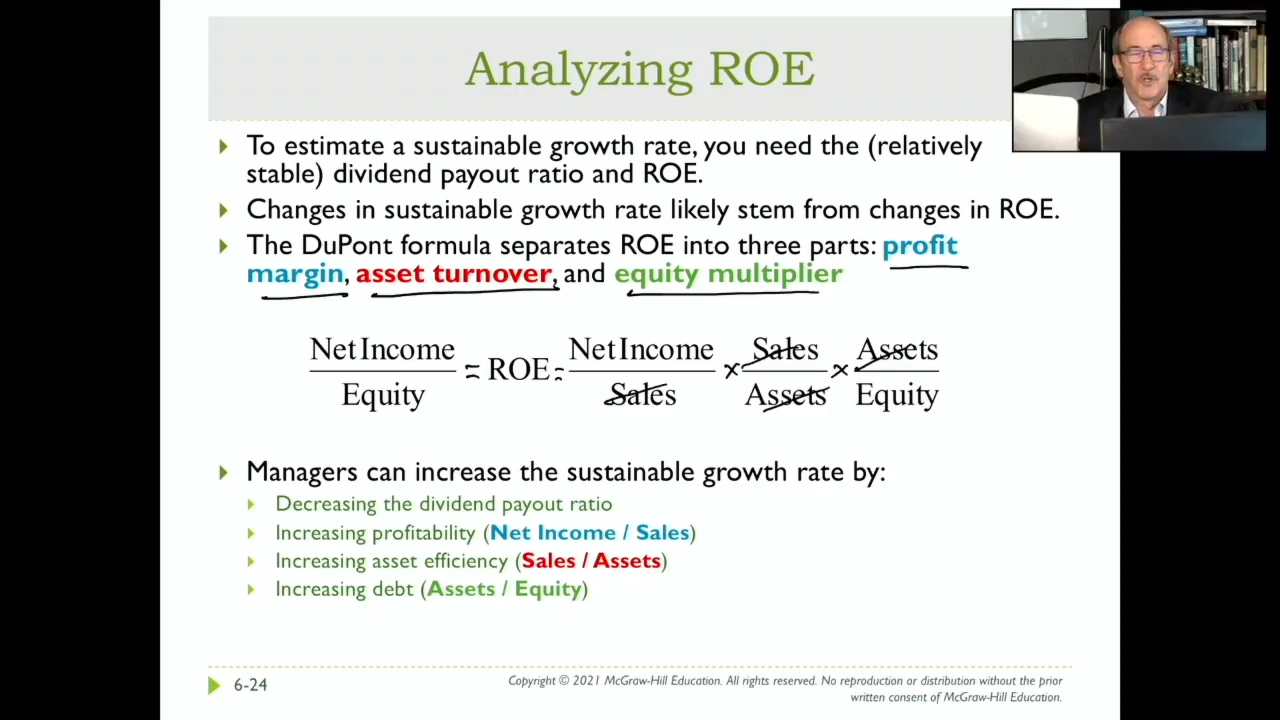 Analyzing ROE
To estimate a sustainable growth rate, you need the (relatively
stable) dividend payout ratio and ROE.
Changes in sustainable growth rate likely stem from changes in ROE.
The DuPont formula separates ROE into three parts: profit
margin, asset turnover, and equity multiplier
Net Income / Equity = ROE = Net Income / Sales × Sales / Assets × Assets / Equity
Managers can increase the sustainable growth rate by:
Decreasing the dividend payout ratio
Increasing profitability (Net Income / Sales)
Increasing asset efficiency (Sales / Assets)
Increasing debt (Assets / Equity)
6-24
Copyright © 2021 McGraw-Hill Education. All rights reserved. No reproduction or distribution without the prior
written consent of McGraw-Hill Education.